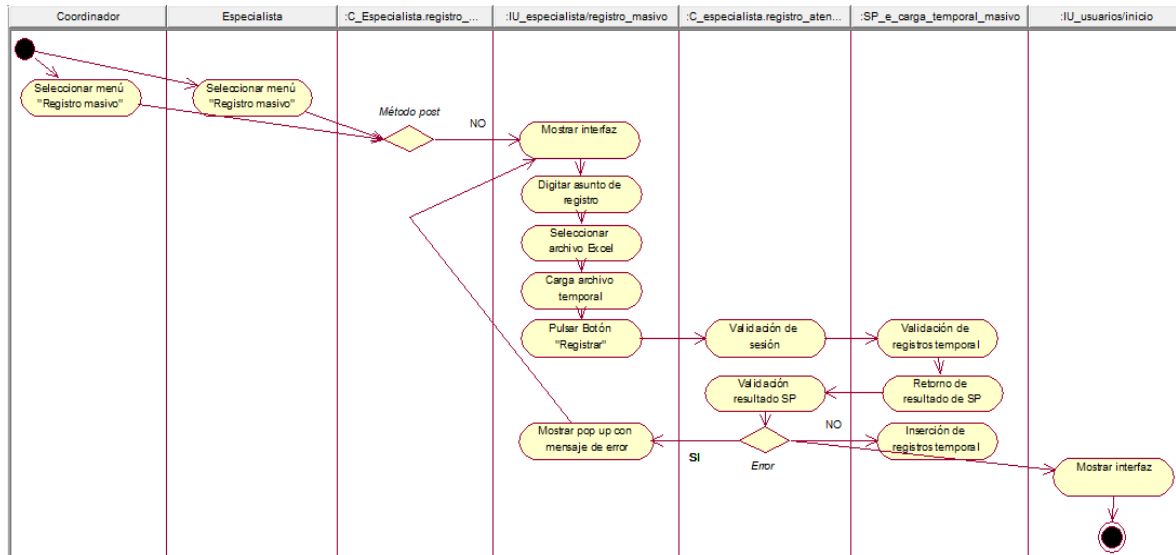 Coordinador
Especialista
:C_Especialista.registro_...
:IU_especialista/registro_masivo
:C_especialista.registro_aten...
:SP_e_carga_temporal_masivo
:IU_usuarios/inicio
Seleccionar menú
"Registro masivo"
Seleccionar menú
"Registro masivo"
Método post
NO
Mostrar interfaz
Digitar asunto de
registro
Seleccionar
archivo Excel
Carga archivo
temporal
Pulsar Botón
"Registrar"
Validación de
sesión
Validación de
registros temporal
Validación
resultado SP
Retorno de
resultado de SP
Mostrar pop up con
mensaje de error
SI
Error
NO
Inserción de
registros temporal
Mostrar interfaz